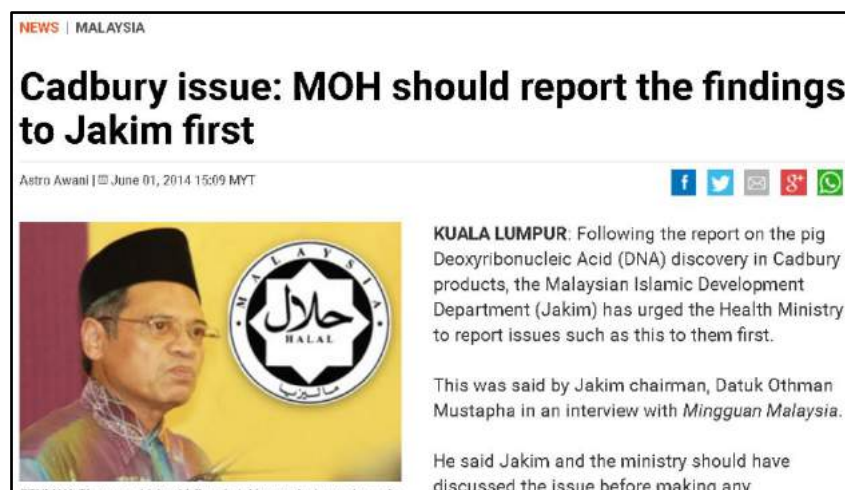 NEWS | MALAYSIA
Cadbury issue: MOH should report the findings
to Jakim first
Astro Awani | June 01, 2014 15:09 MYT
MALAYSIA
حلال
HALAL
ماليزيا
KUALA LUMPUR: Following the report on the pig
Deoxyribonucleic Acid (DNA) discovery in Cadbury
products, the Malaysian Islamic Development
Department (Jakim) has urged the Health Ministry
to report issues such as this to them first.
This was said by Jakim chairman, Datuk Othman
Mustapha in an interview with Mingguan Malaysia.
He said Jakim and the ministry should have
discussed the issue before making any